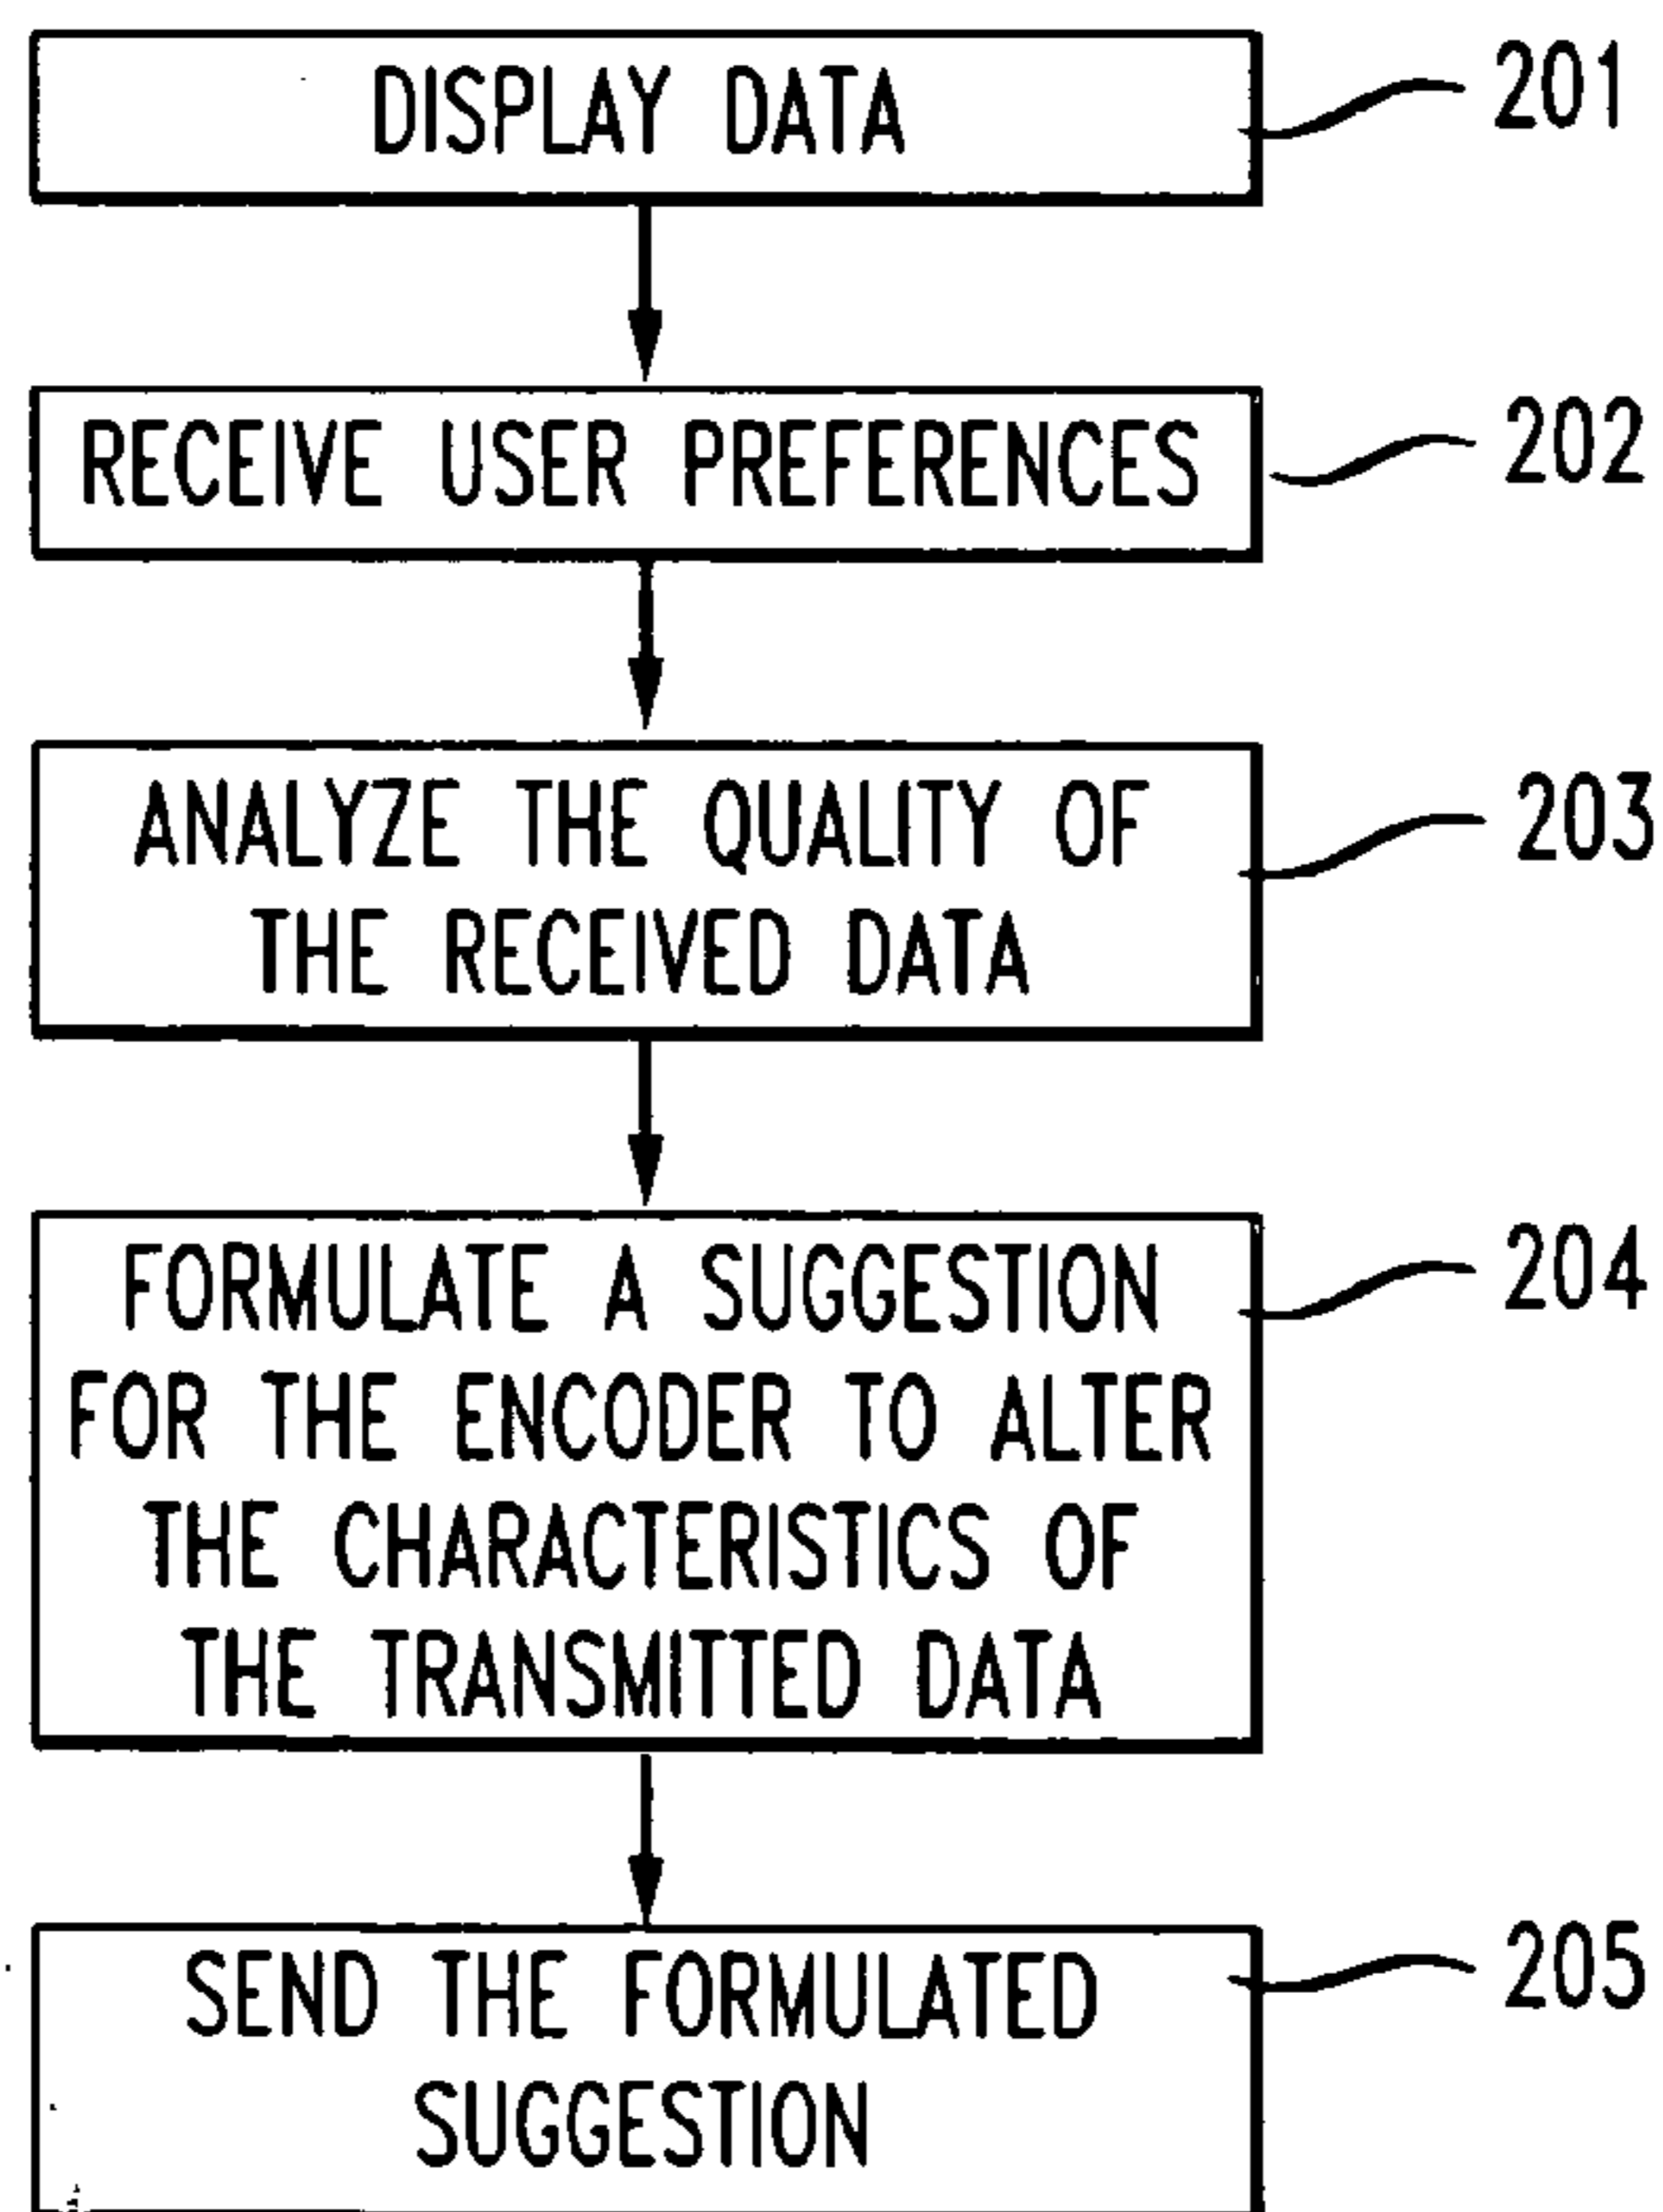 DISPLAY DATA
201
RECEIVE USER PREFERENCES
202
ANALYZE THE QUALITY OF
THE RECEIVED DATA
203
FORMULATE A SUGGESTION
FOR THE ENCODER TO ALTER
THE CHARACTERISTICS OF
THE TRANSMITTED DATA
204
SEND THE FORMULATED
SUGGESTION
205